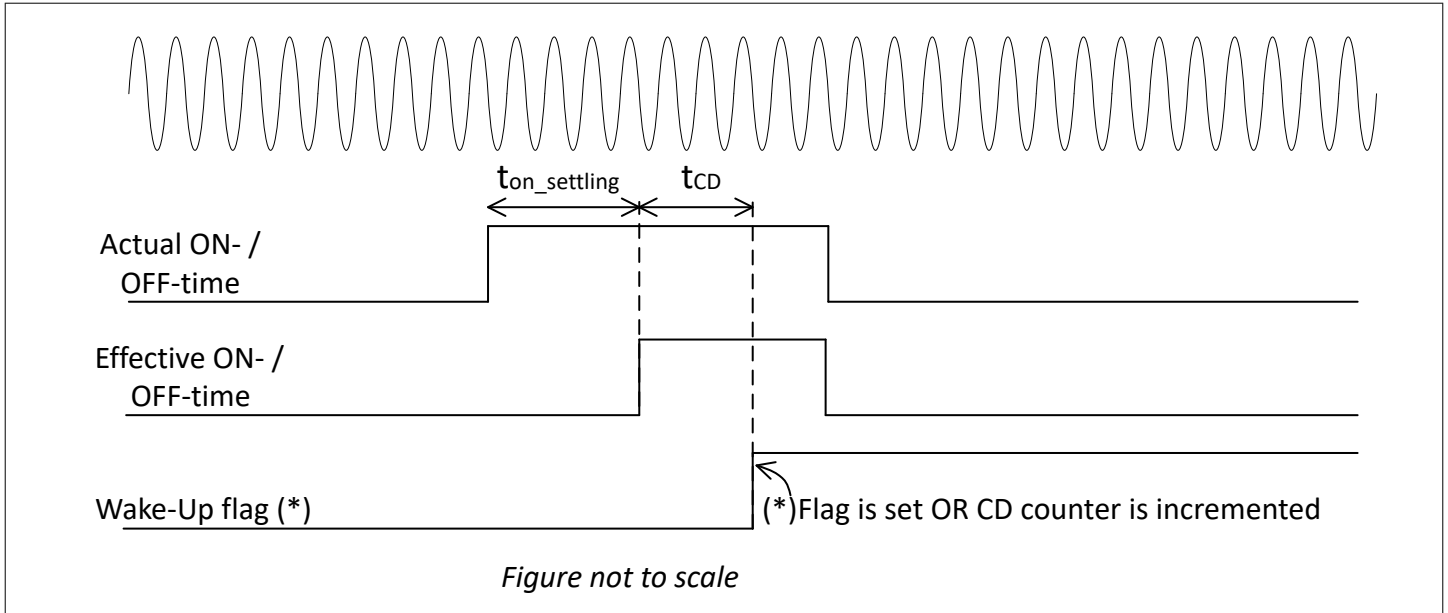 ton_settling
tCD
Actual ON- /
OFF-time
Effective ON- /
OFF-time
Wake-Up flag (*)
(*)Flag is set OR CD counter is incremented
Figure not to scale